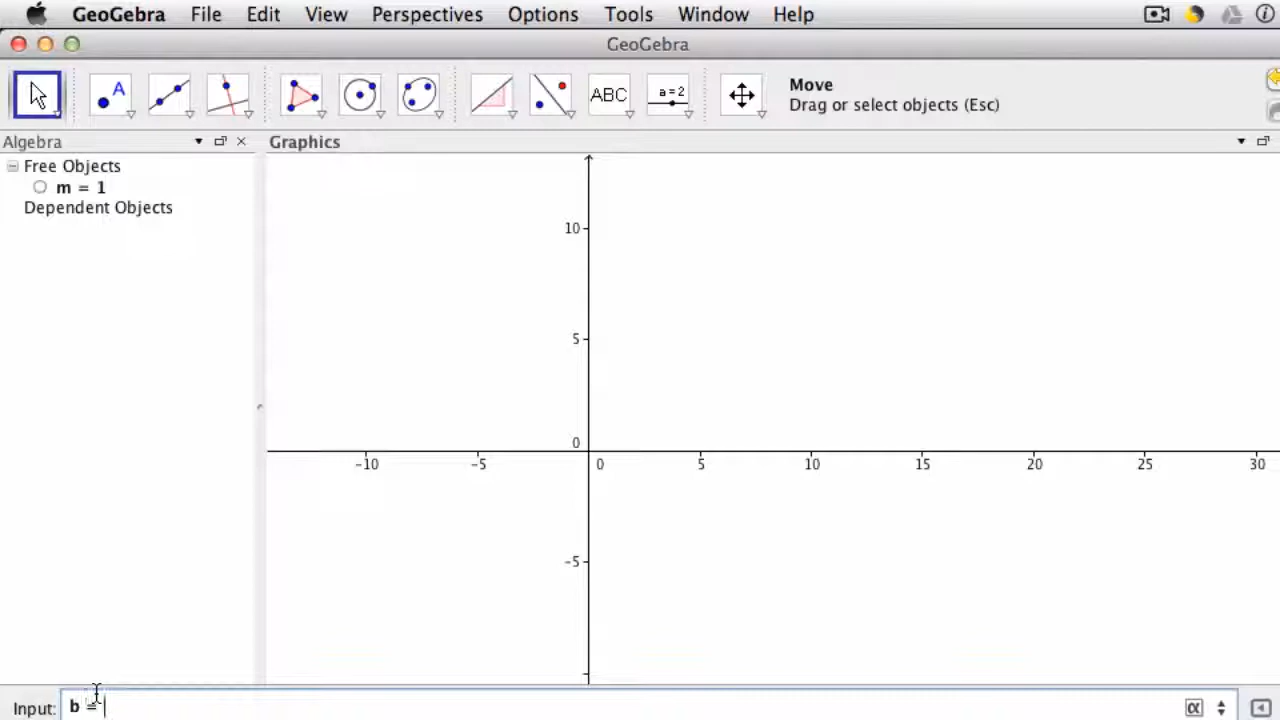 GeoGebra File Edit View Perspectives Options Tools Window Help
GeoGebra
A
ABC
a = 2
Move
Drag or select objects (Esc)
Algebra
Graphics
Free Objects
m = 1
Dependent Objects
10
5
0
-10 -5 0 5 10 15 20 25 30
-5
Input: b = α